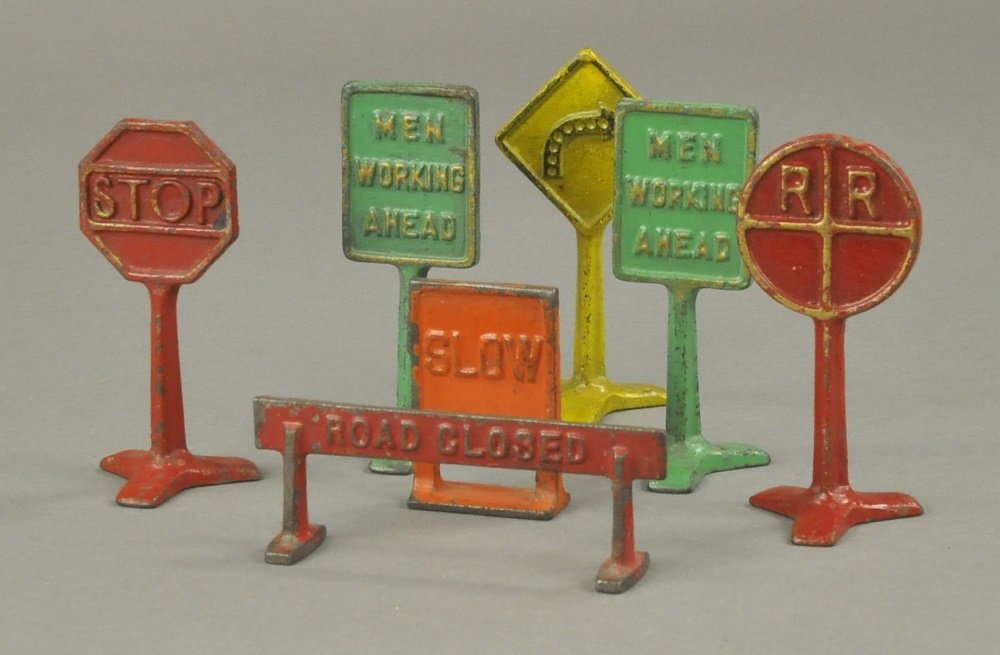 STOP
MEN
WORKING
AHEAD
MEN
WORKING
AHEAD
R R
SLOW
ROAD CLOSED